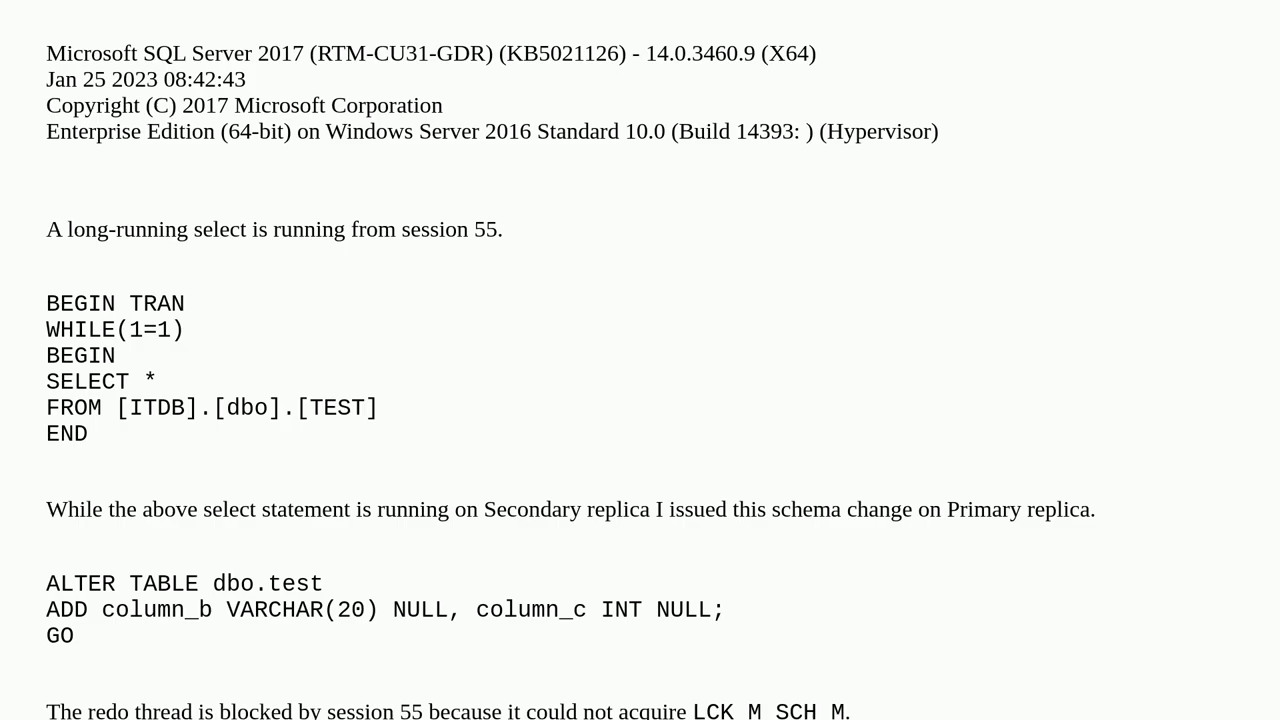 Microsoft SQL Server 2017 (RTM-CU31-GDR) (KB5021126) - 14.0.3460.9 (X64)
Jan 25 2023 08:42:43
Copyright (C) 2017 Microsoft Corporation
Enterprise Edition (64-bit) on Windows Server 2016 Standard 10.0 (Build 14393: ) (Hypervisor)
A long-running select is running from session 55.
BEGIN TRAN
WHILE(1=1)
BEGIN
SELECT *
FROM [ITDB].[dbo].[TEST]
END
While the above select statement is running on Secondary replica I issued this schema change on Primary replica.
ALTER TABLE dbo.test
ADD column_b VARCHAR(20) NULL, column_c INT NULL;
GO
The redo thread is blocked by session 55 because it could not acquire LCK_M_SCH_M.